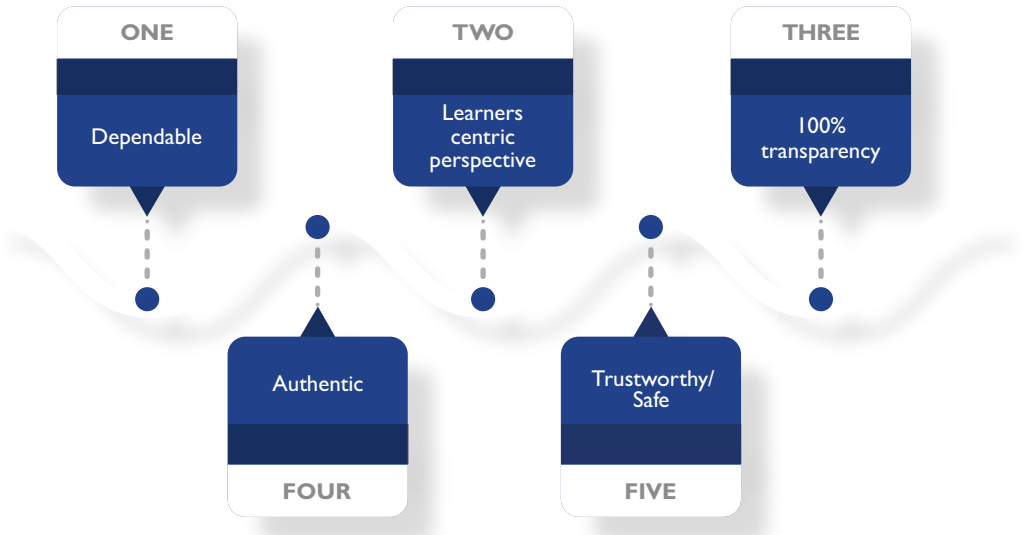 ONE
Dependable
TWO
Learners
centric
perspective
THREE
100%
transparency
Authentic
FOUR
Trustworthy/
Safe
FIVE